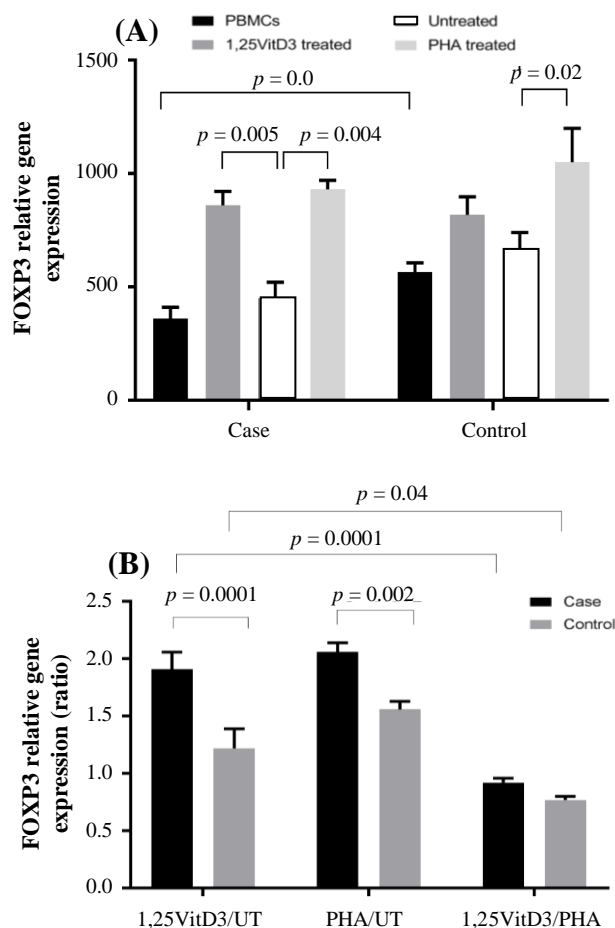 (A)
PBMCs
Untreated
1,25VitD3 treated
PHA treated
1500
p = 0.0
p = 0.02
p = 0.005
p = 0.004
1000
500
0
FOXP3 relative gene
expression
Case
Control
p = 0.04
p = 0.0001
(B)
p = 0.0001
p = 0.002
Case
Control
2.5
2.0
1.5
1.0
0.5
0.0
FOXP3 relative gene
expression (ratio)
1,25VitD3/UT
PHA/UT
1,25VitD3/PHA